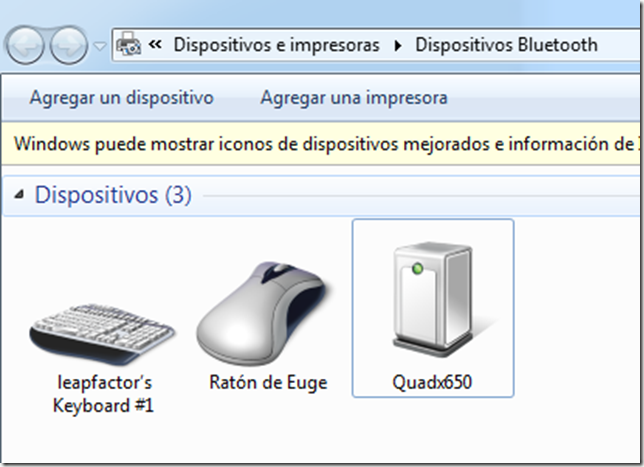 « Dispositivos e impresoras ▸ Dispositivos Bluetooth
Agregar un dispositivo Agregar una impresora
Windows puede mostrar iconos de dispositivos mejorados e información de
Dispositivos (3)
leapfactor's
Keyboard #1
Ratón de Euge
Quadx650